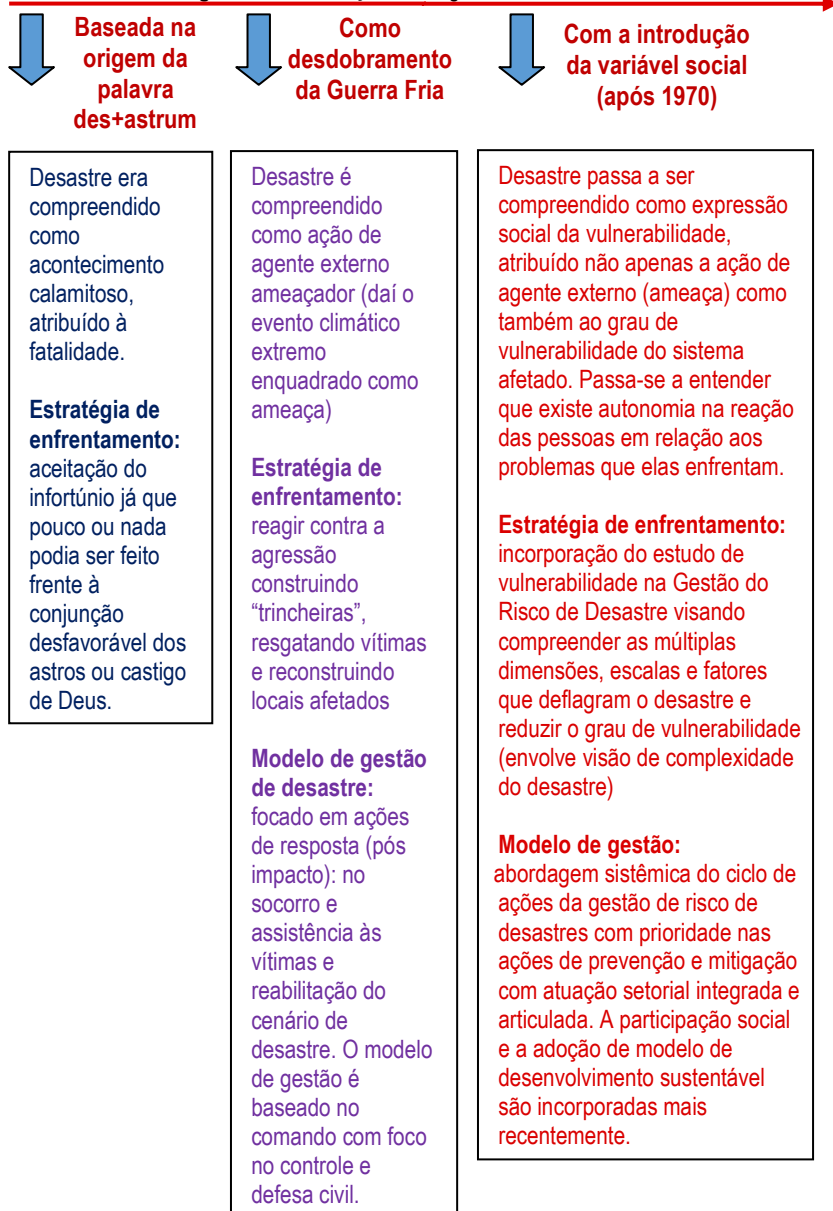 Baseada na
origem da
palavra
des+astrum
Como
desdobramento
da Guerra Fria
Com a introdução
da variável social
(após 1970)
Desastre era
compreendido
como
acontecimento
calamitoso,
atribuído à
fatalidade.
Estratégia de
enfrentamento:
aceitação do
infortúnio já que
pouco ou nada
podia ser feito
frente à
conjunção
desfavorável dos
astros ou castigo
de Deus.
Desastre é
compreendido
como ação de
agente externo
ameaçador (daí o
evento climático
extremo
enquadrado como
ameaça)
Estratégia de
enfrentamento:
reagir contra a
agressão
construindo
“trincheiras”,
resgatando vítimas
e reconstruindo
locais afetados
Modelo de gestão
de desastre:
focado em ações
de resposta (pós
impacto): no
socorro e
assistência às
vítimas e
reabilitação do
cenário de
desastre. O modelo
de gestão é
baseado no
comando com foco
no controle e
defesa civil.
Desastre passa a ser
compreendido como expressão
social da vulnerabilidade,
atribuído não apenas a ação de
agente externo (ameaça) como
também ao grau de
vulnerabilidade do sistema
afetado. Passa-se a entender
que existe autonomia na reação
das pessoas em relação aos
problemas que elas enfrentam.
Estratégia de enfrentamento:
incorporação do estudo de
vulnerabilidade na Gestão do
Risco de Desastre visando
compreender as múltiplas
dimensões, escalas e fatores
que deflagram o desastre e
reduzir o grau de vulnerabilidade
(envolve visão de complexidade
do desastre)
Modelo de gestão:
abordagem sistêmica do ciclo de
ações da gestão de risco de
desastres com prioridade nas
ações de prevenção e mitigação
com atuação setorial integrada e
articulada. A participação social
e a adoção de modelo de
desenvolvimento sustentável
são incorporadas mais
recentemente.